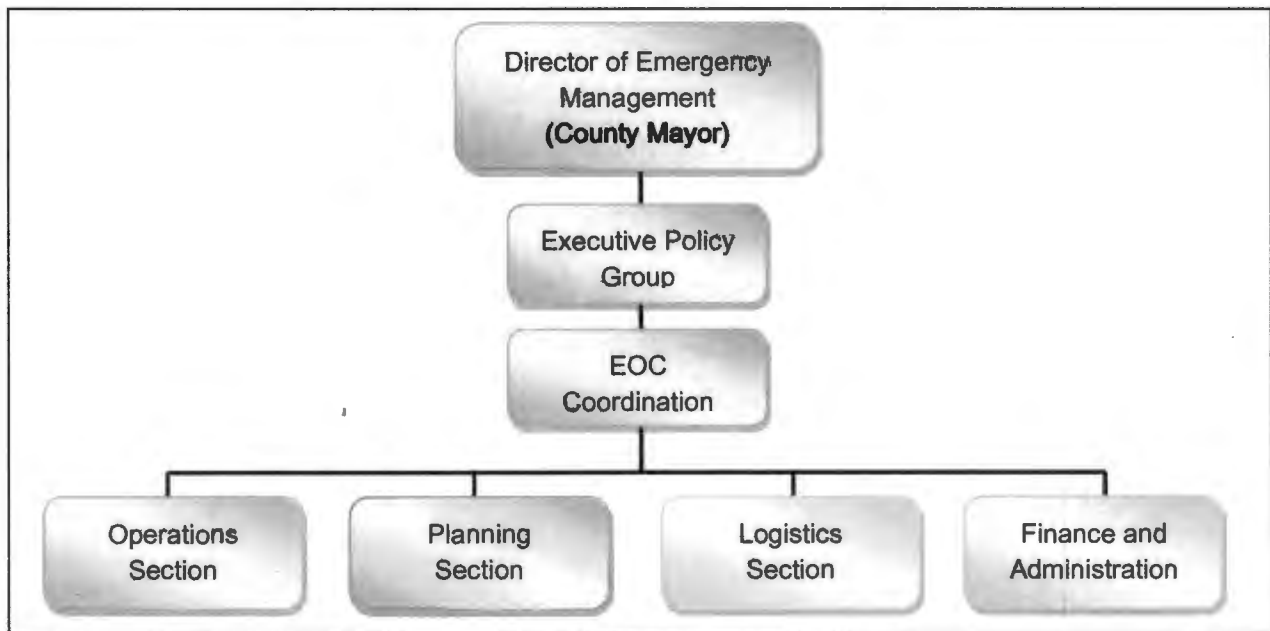 Director of Emergency
Management
(County Mayor)
Executive Policy
Group
EOC
Coordination
Operations
Section
Planning
Section
Logistics
Section
Finance and
Administration